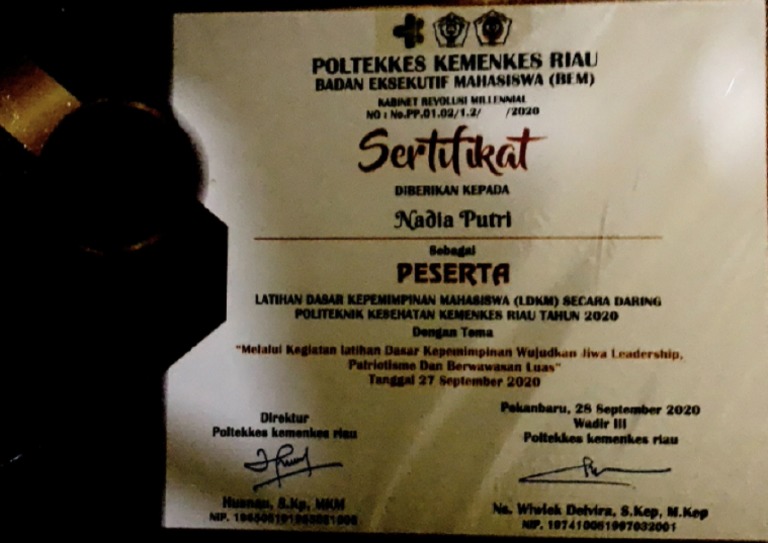 POLTEKKES KEMENKES RIAU
BADAN EKSEKUTIF MAHASISWA (BEM)
KABINET REVOLUSI MILLENNIAL
NO : No.PP.01.02/1.2/ /2020
Sertifikat
DIBERIKAN KEPADA
Nadia Putri
Sebagai
PESERTA
LATIHAN DASAR KEPEMIMPINAN MAHASISWA (LDKM) SECARA DARING
POLITEKNIK KESEHATAN KEMENKES RIAU TAHUN 2020
Dengan Tema
"Melalui Kegiatan latihan Dasar Kepemimpinan Wujudkan Jiwa Leadership,
Patriotisme Dan Berwawasan Luas"
Tanggal 27 September 2020
Direktur
Poltekkes kemenkes riau
Husnan, S.Kp, MKM
NIP.
Pekanbaru, 28 September 2020
Wadir III
Poltekkes kemenkes riau
Ns. Wiwiek Delvira, S.Kep, M.Kep
NIP. 197410061997032001